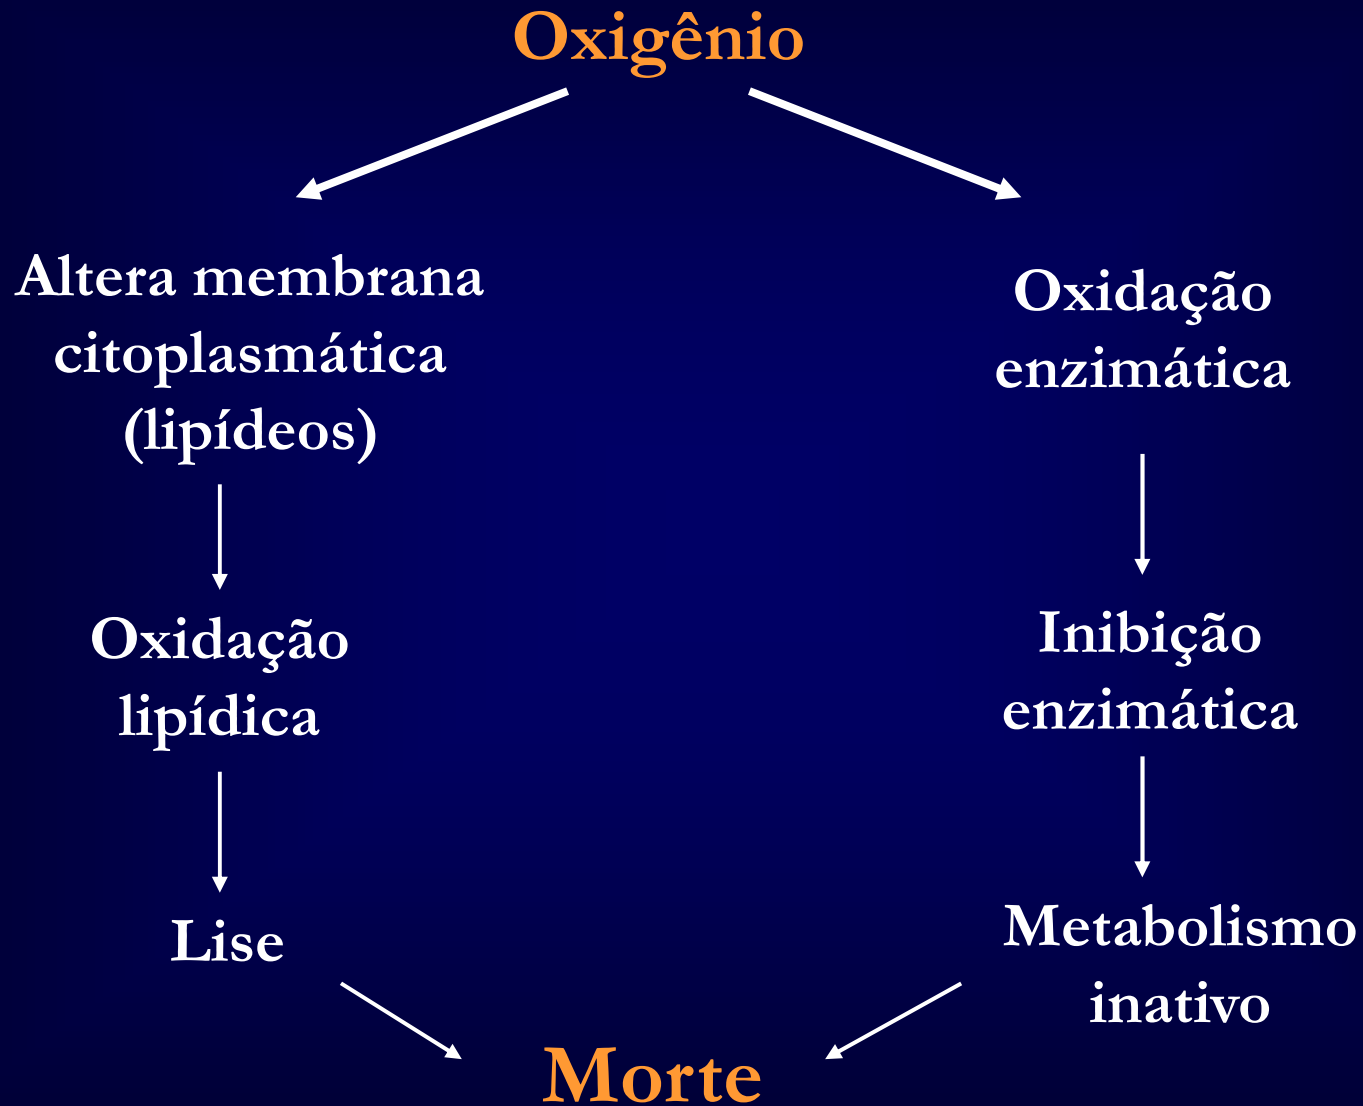 Oxigênio
Altera membrana
citoplasmática
(lipídeos)
Oxidação
lipídica
Lise
Oxidação
enzimática
Inibição
enzimática
Metabolismo
inativo
Morte